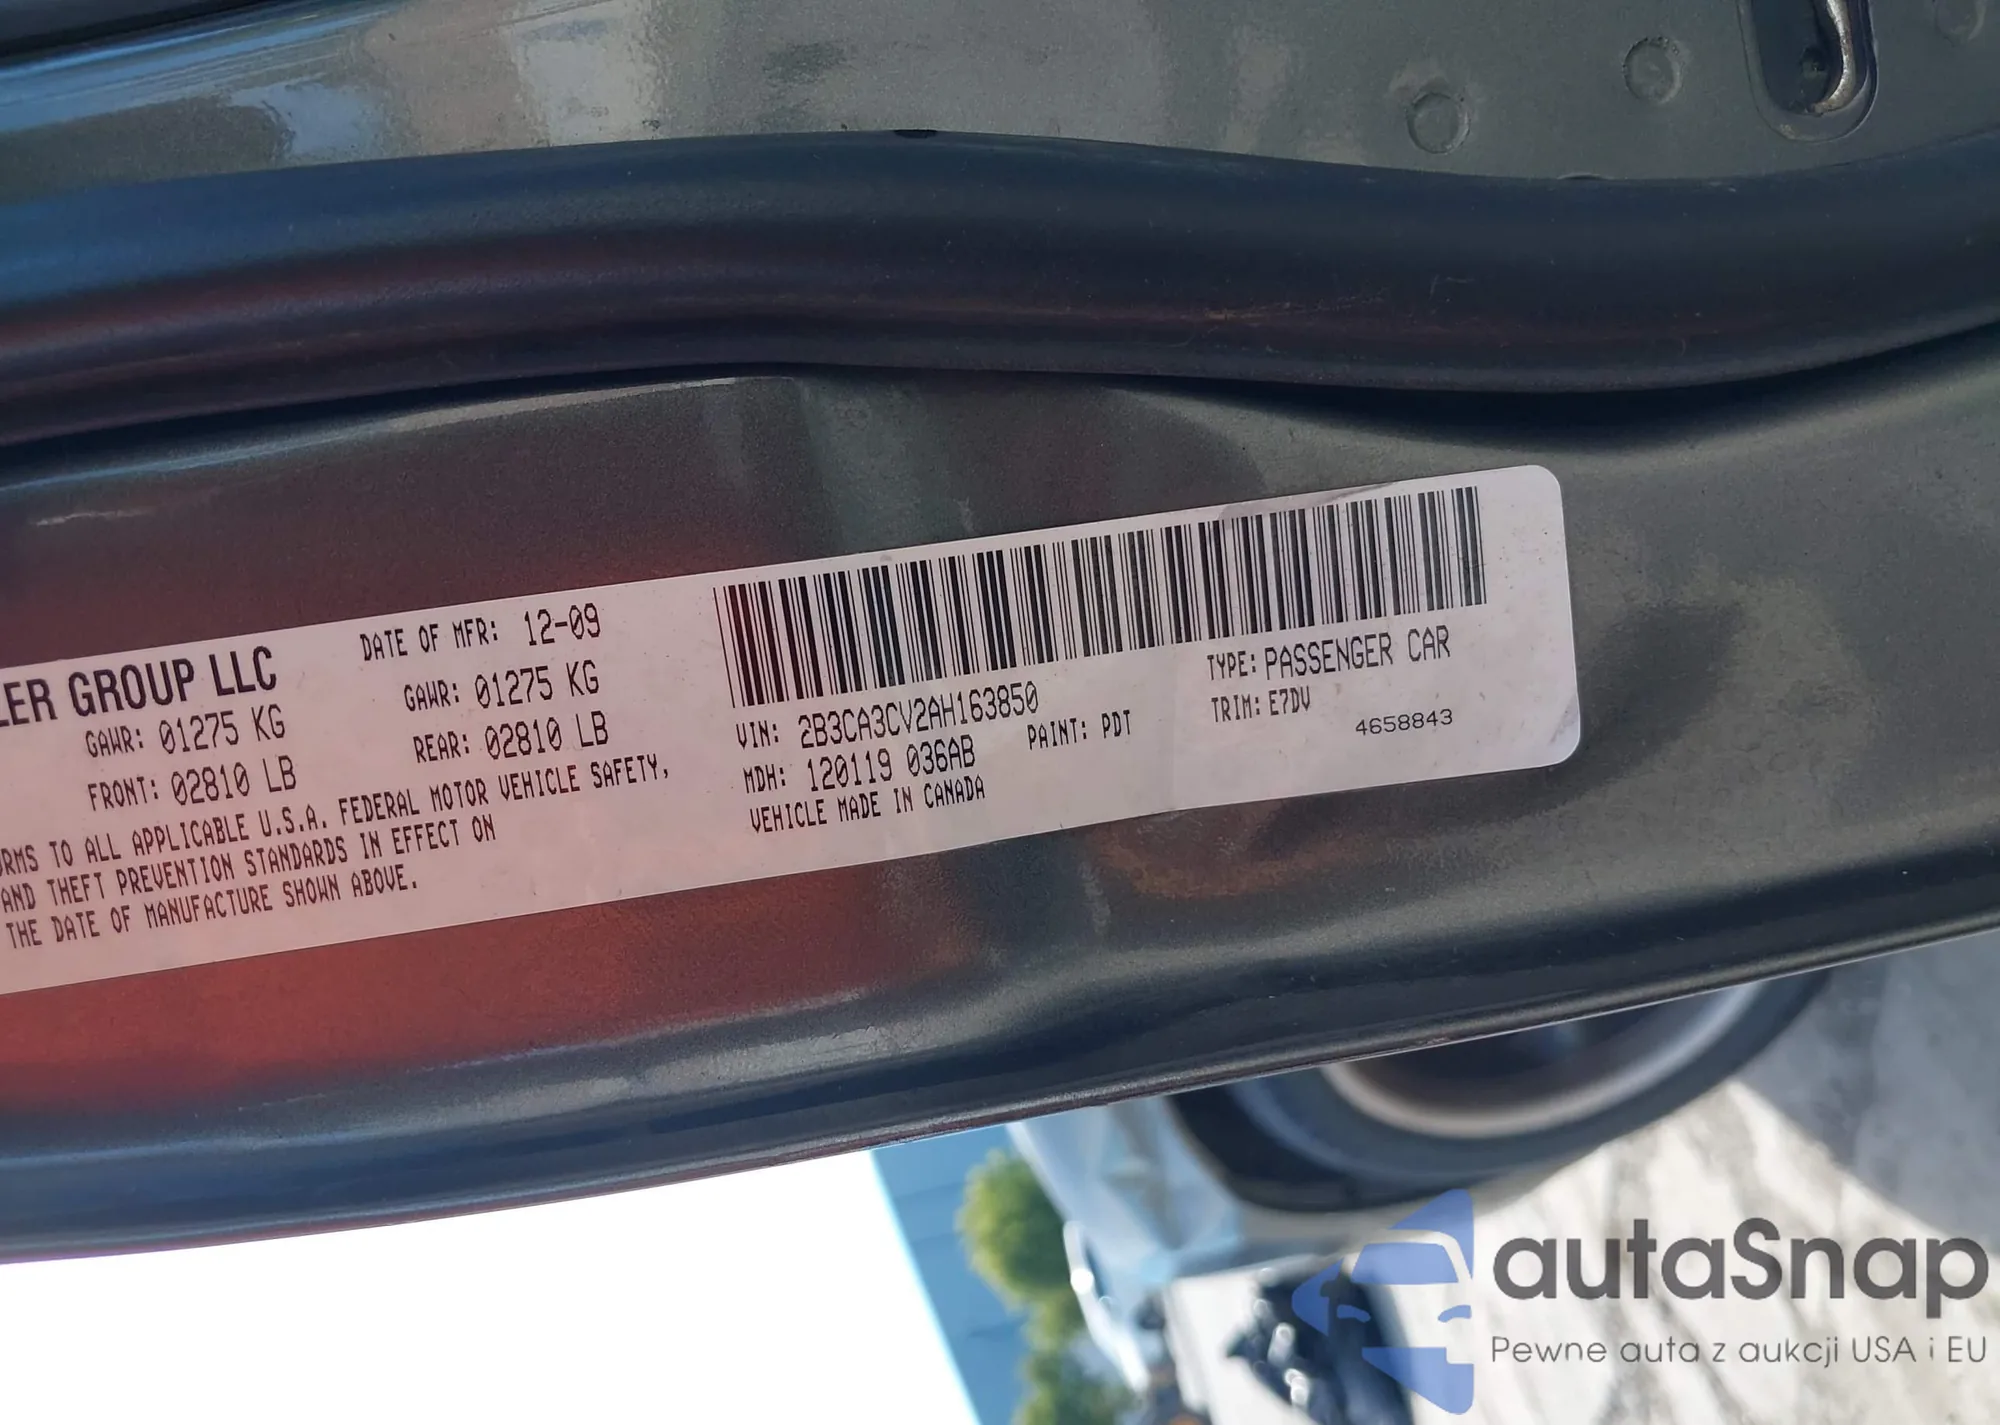 LER GROUP LLC
DATE OF MFR: 12-09
GAWR: 01275 KG
GAWR: 01275 KG
FRONT: 02810 LB
REAR: 02810 LB
RMS TO ALL APPLICABLE U.S.A. FEDERAL MOTOR VEHICLE SAFETY,
AND THEFT PREVENTION STANDARDS IN EFFECT ON
THE DATE OF MANUFACTURE SHOWN ABOVE.
VIN: 2B3CA3CV2AH163850
TYPE: PASSENGER CAR
MDH: 120119 036AB
PAINT: PDT
TRIM: E7DV
VEHICLE MADE IN CANADA
4658843
autaSnap
Pewne auta z aukcji USA i EU